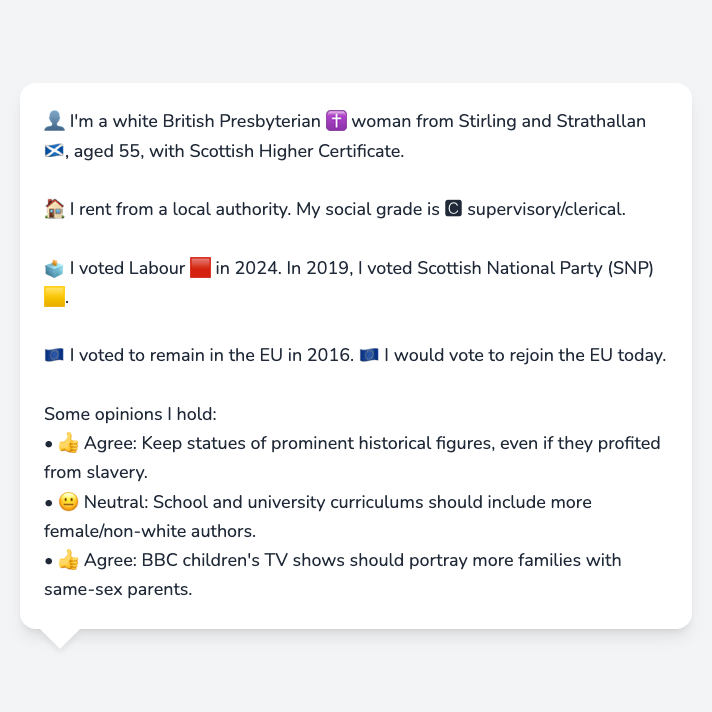 👤 I'm a white British Presbyterian ✝️ woman from Stirling and Strathallan
🏴󠁧󠁢󠁳󠁣󠁴󠁿, aged 55, with Scottish Higher Certificate.
🏠 I rent from a local authority. My social grade is 🅲 supervisory/clerical.
🗳️ I voted Labour 🟥 in 2024. In 2019, I voted Scottish National Party (SNP)
🟨.
🇪🇺 I voted to remain in the EU in 2016. 🇪🇺 I would vote to rejoin the EU today.
Some opinions I hold:
• 👍 Agree: Keep statues of prominent historical figures, even if they profited
from slavery.
• 😐 Neutral: School and university curriculums should include more
female/non-white authors.
• 👍 Agree: BBC children's TV shows should portray more families with
same-sex parents.